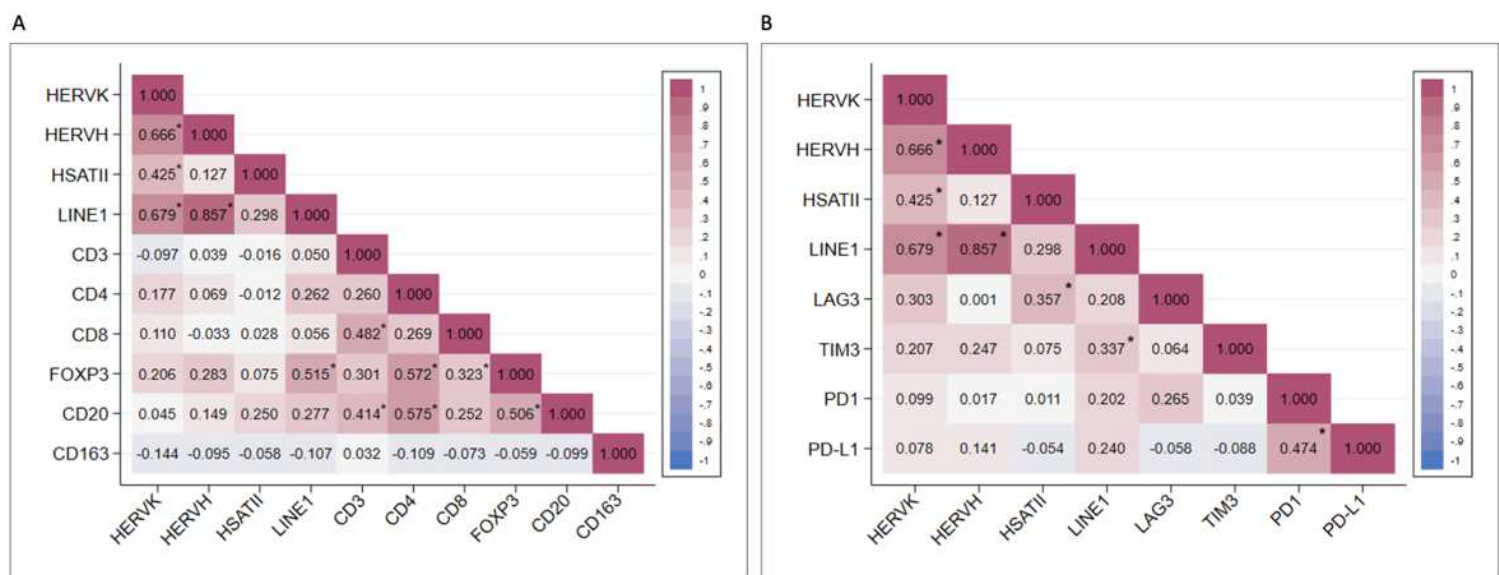 A
HERVK 1.000
HERVH 0.666* 1.000
HSATII 0.425* 0.127 1.000
LINE1 0.679* 0.857* 0.298 1.000
CD3 -0.097 0.039 -0.016 0.050 1.000
CD4 0.177 0.069 -0.012 0.262 0.260 1.000
CD8 0.110 -0.033 0.028 0.056 0.482* 0.269 1.000
FOXP3 0.206 0.283 0.075 0.515* 0.301 0.572* 0.323* 1.000
CD20 0.045 0.149 0.250 0.277 0.414* 0.575* 0.252 0.506* 1.000
CD163 -0.144 -0.095 -0.058 -0.107 0.032 -0.109 -0.073 -0.059 -0.099 1.000
HERVK HERVH HSATII LINE1 CD3 CD4 CD8 FOXP3 CD20 CD163
1
.9
.8
.7
.6
.5
.4
.3
.2
.1
0
-.1
-.2
-.3
-.4
-.5
-.6
-.7
-.8
-.9
-1
B
HERVK 1.000
HERVH 0.666* 1.000
HSATII 0.425* 0.127 1.000
LINE1 0.679* 0.857* 0.298 1.000
LAG3 0.303 0.001 0.357* 0.208 1.000
TIM3 0.207 0.247 0.075 0.337* 0.064 1.000
PD1 0.099 0.017 0.011 0.202 0.265 0.039 1.000
PD-L1 0.078 0.141 -0.054 0.240 -0.058 -0.088 0.474* 1.000
HERVK HERVH HSATII LINE1 LAG3 TIM3 PD1 PD-L1
1
.9
.8
.7
.6
.5
.4
.3
.2
.1
0
-.1
-.2
-.3
-.4
-.5
-.6
-.7
-.8
-.9
-1